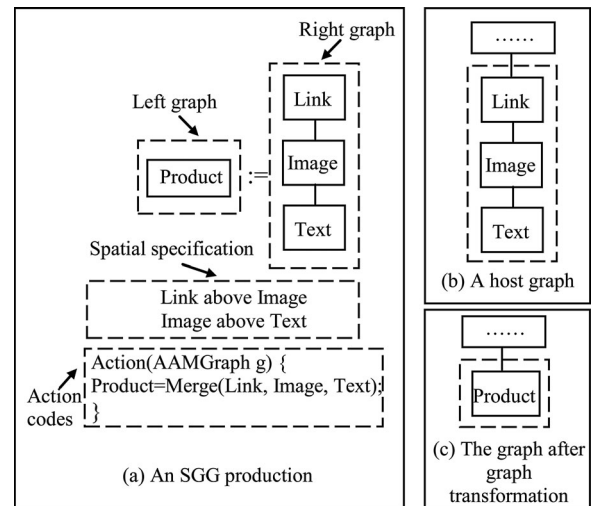 Right graph
Left graph
Link
Image
Text
Product
:=
Spatial specification
Link above Image
Image above Text
Action(AAMGraph g) {
Product=Merge(Link, Image, Text);
}
Action
codes
(a) An SGG production
......
Link
Image
Text
(b) A host graph
......
Product
(c) The graph after
graph
transformation